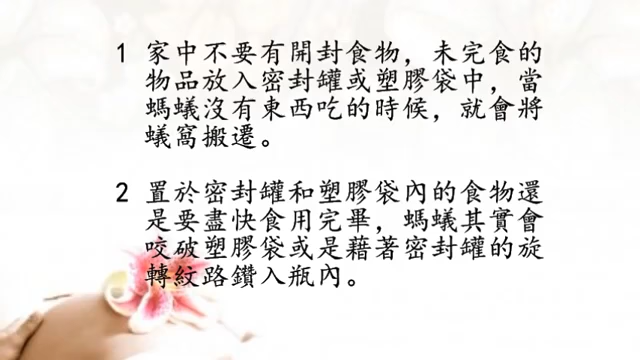 1 家中不要有開封食物，未完食的
物品放入密封罐或塑膠袋中，當
螞蟻沒有東西吃的時候，就會將
蟻窩搬遷。
2 置於密封罐和塑膠袋內的食物還
是要盡快食用完畢，螞蟻其實會
咬破塑膠袋或是藉著密封罐的旋
轉紋路鑽入瓶內。